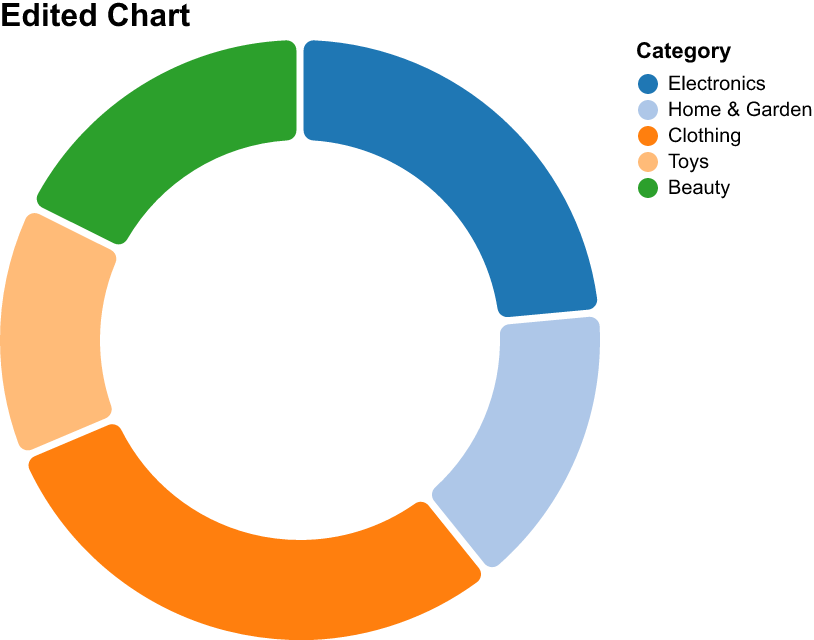 Edited Chart
Category
Electronics
Home & Garden
Clothing
Toys
Beauty